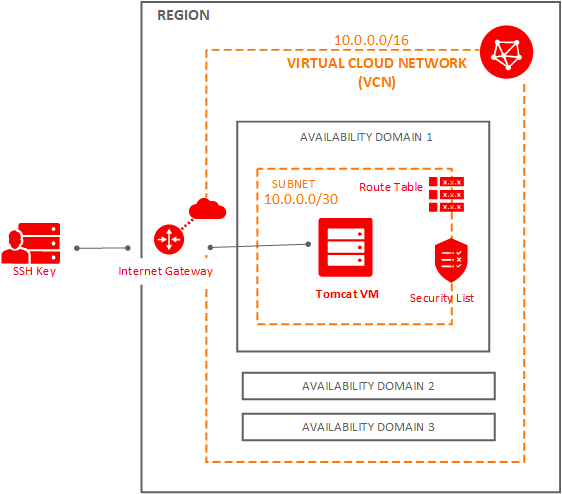 REGION
10.0.0.0/16
VIRTUAL CLOUD NETWORK
(VCN)
AVAILABILITY DOMAIN 1
SUBNET
10.0.0.0/30
Route Table
x.x.x
x.x.x
x.x.x
SSH Key
Internet Gateway
Tomcat VM
Security List
AVAILABILITY DOMAIN 2
AVAILABILITY DOMAIN 3